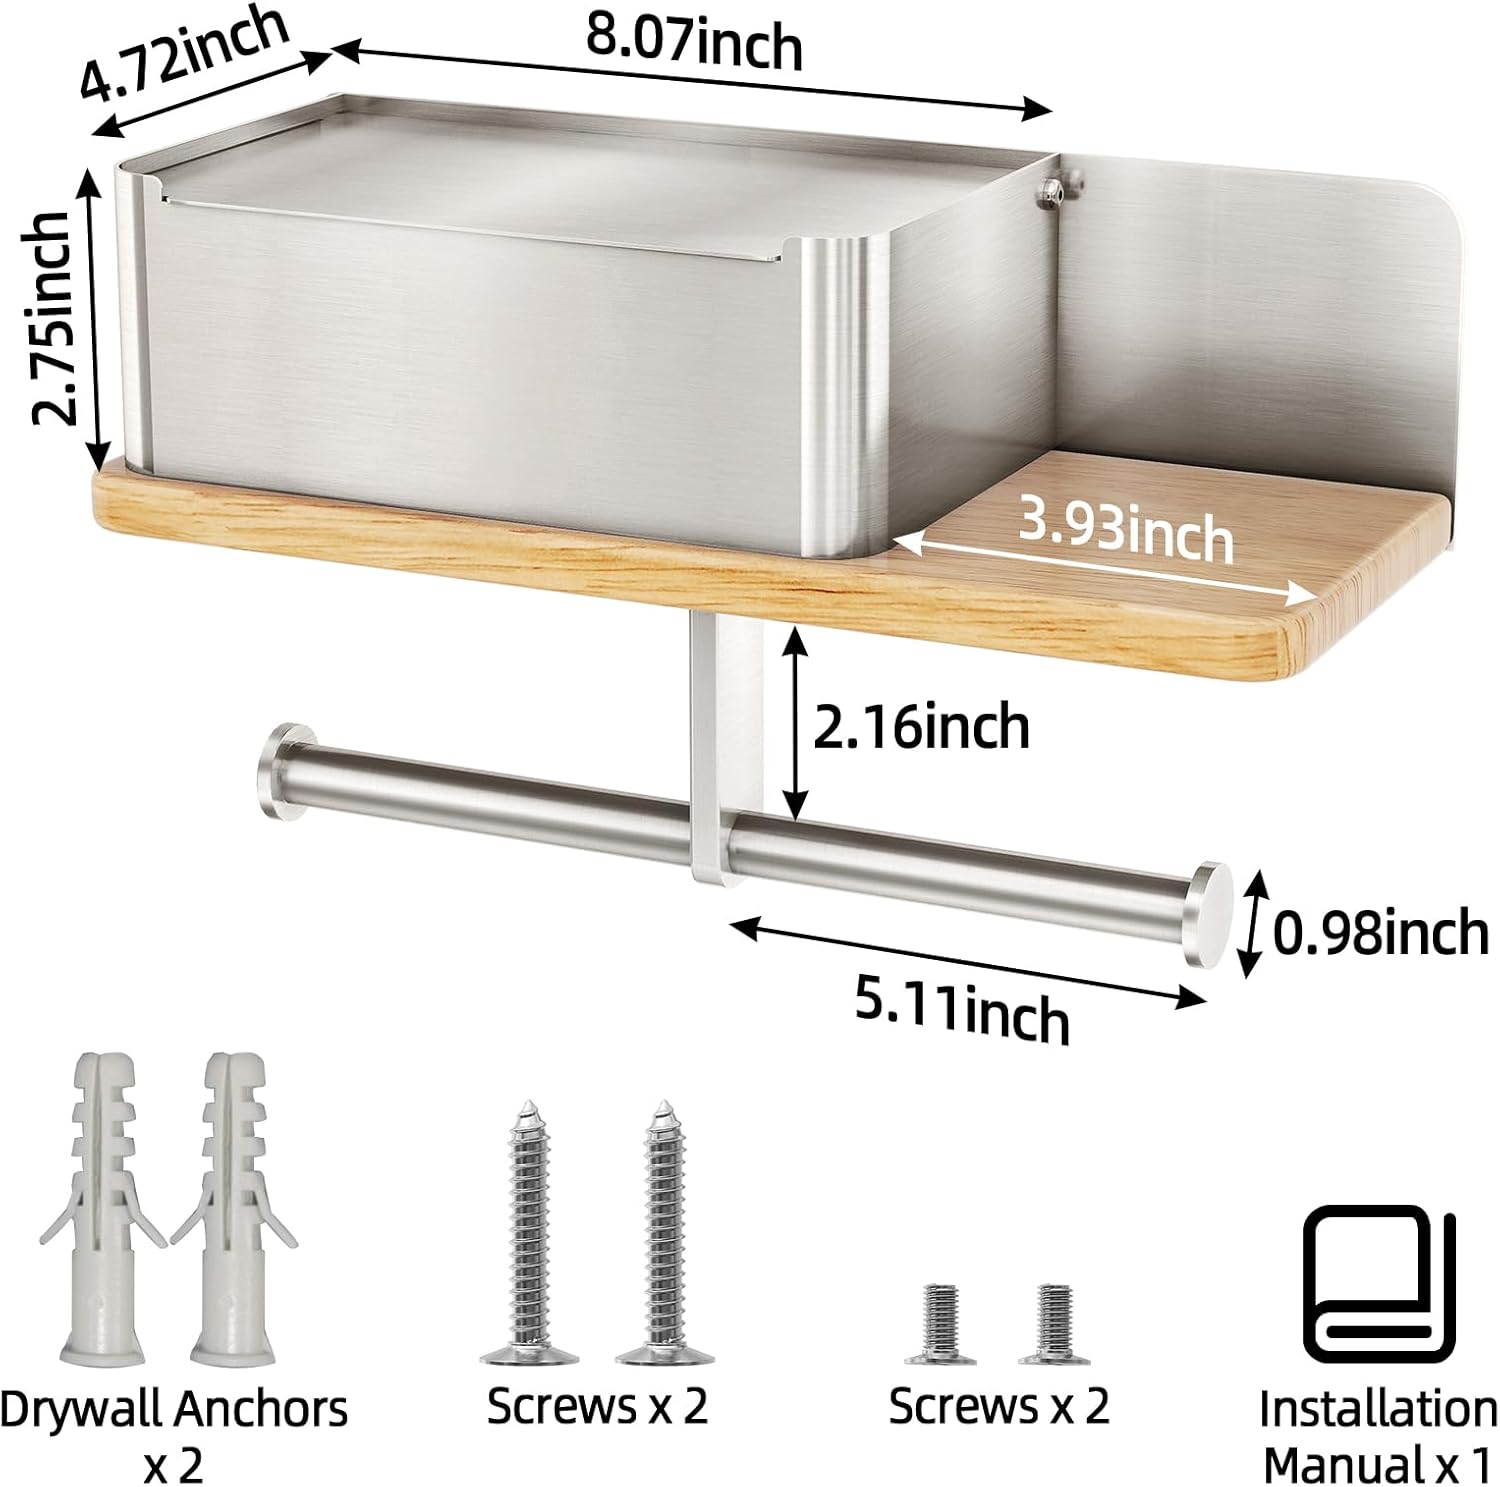 4.72inch
8.07inch
2.75inch
3.93inch
2.16inch
0.98inch
5.11inch
Drywall Anchors
x 2
Screws x 2
Screws x 2
Installation
Manual x 1